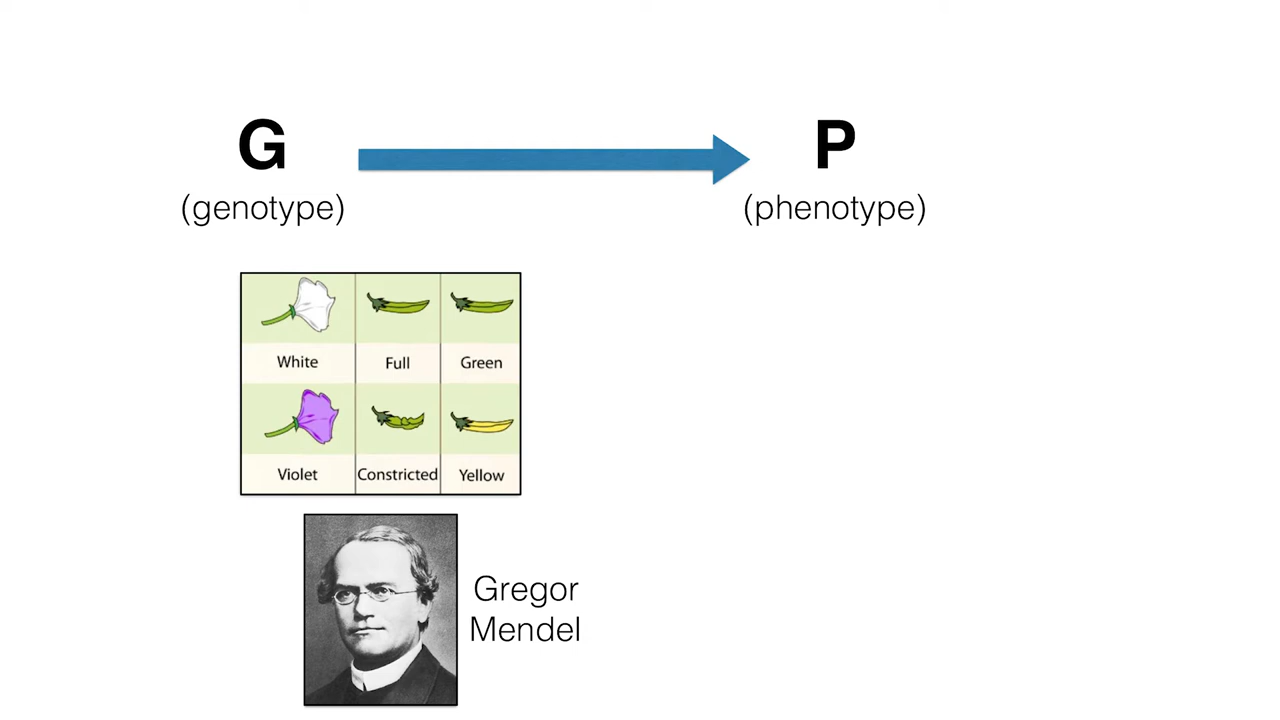 G P
(genotype) (phenotype)
White Full Green
Violet Constricted Yellow
Gregor
Mendel